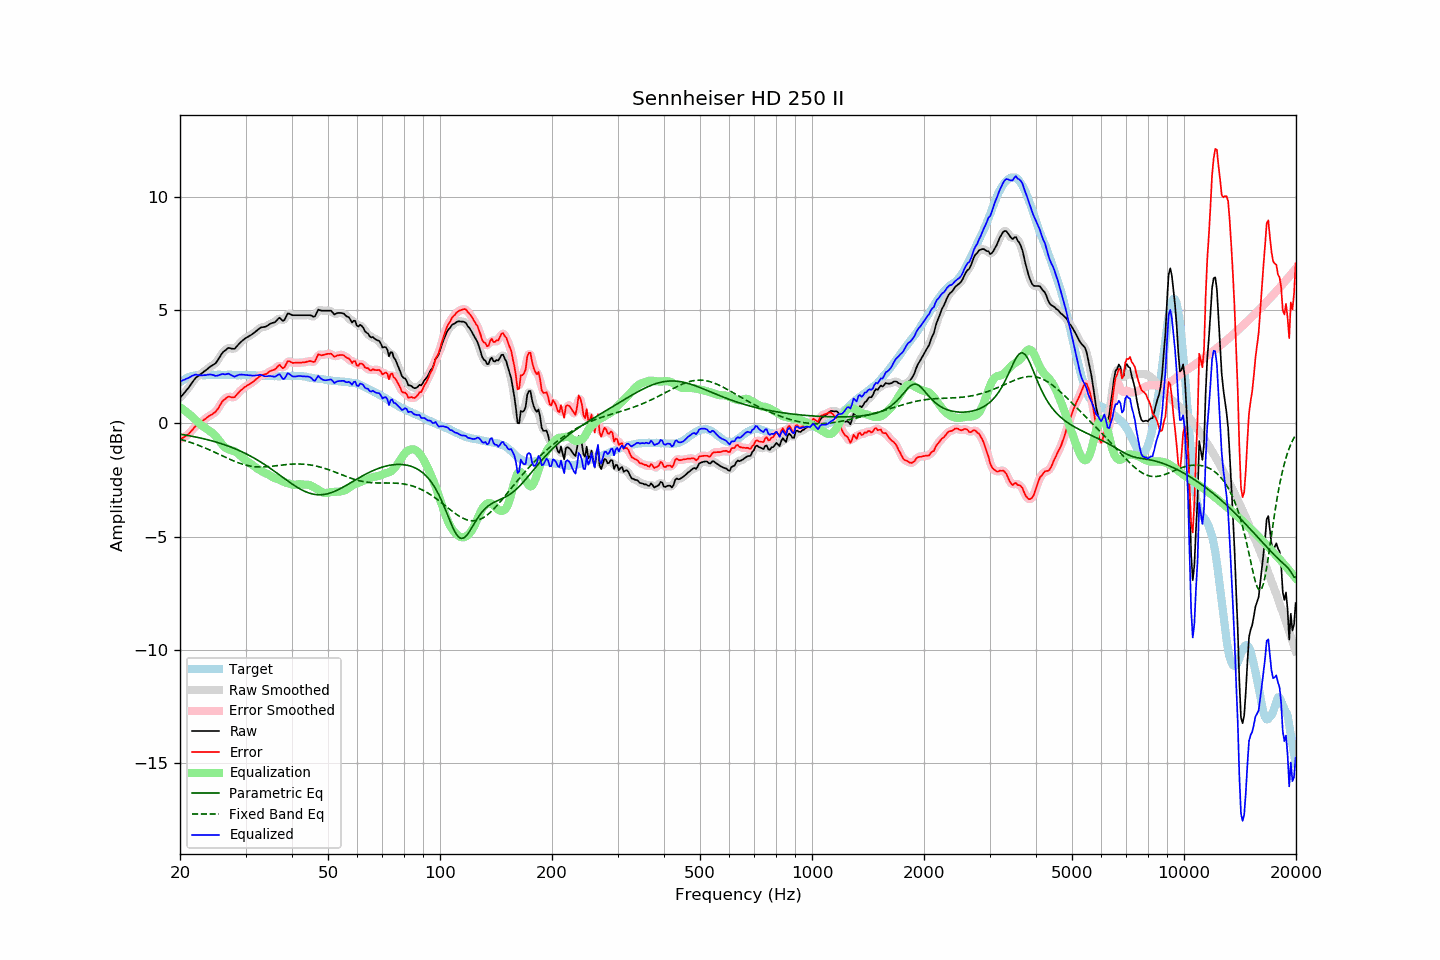 Sennheiser HD 250 II
Amplitude (dBr)
10
5
0
−5
−10
−15
Target
Raw Smoothed
Error Smoothed
Raw
Error
Equalization
Parametric Eq
Fixed Band Eq
Equalized
20 50 100 200 500 1000 2000 5000 10000 20000
Frequency (Hz)